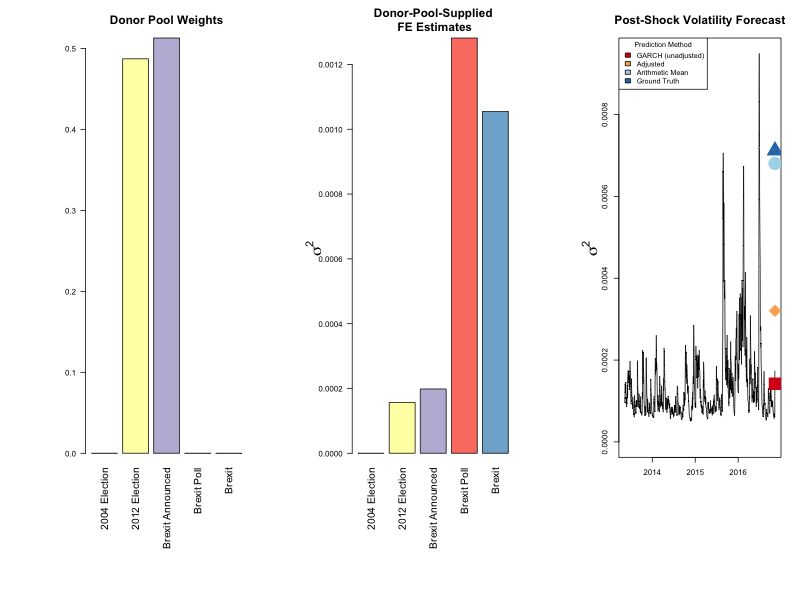 Donor Pool Weights
0.5
0.4
0.3
0.2
0.1
0.0
2004 Election
2012 Election
Brexit Announced
Brexit Poll
Brexit
Donor-Pool-Supplied
FE Estimates
σ²
0.0012
0.0010
0.0008
0.0006
0.0004
0.0002
0.0000
2004 Election
2012 Election
Brexit Announced
Brexit Poll
Brexit
Post-Shock Volatility Forecast
Prediction Method
GARCH (unadjusted)
Adjusted
Arithmetic Mean
Ground Truth
σ²
0.0008
0.0006
0.0004
0.0002
0.0000
2014
2015
2016